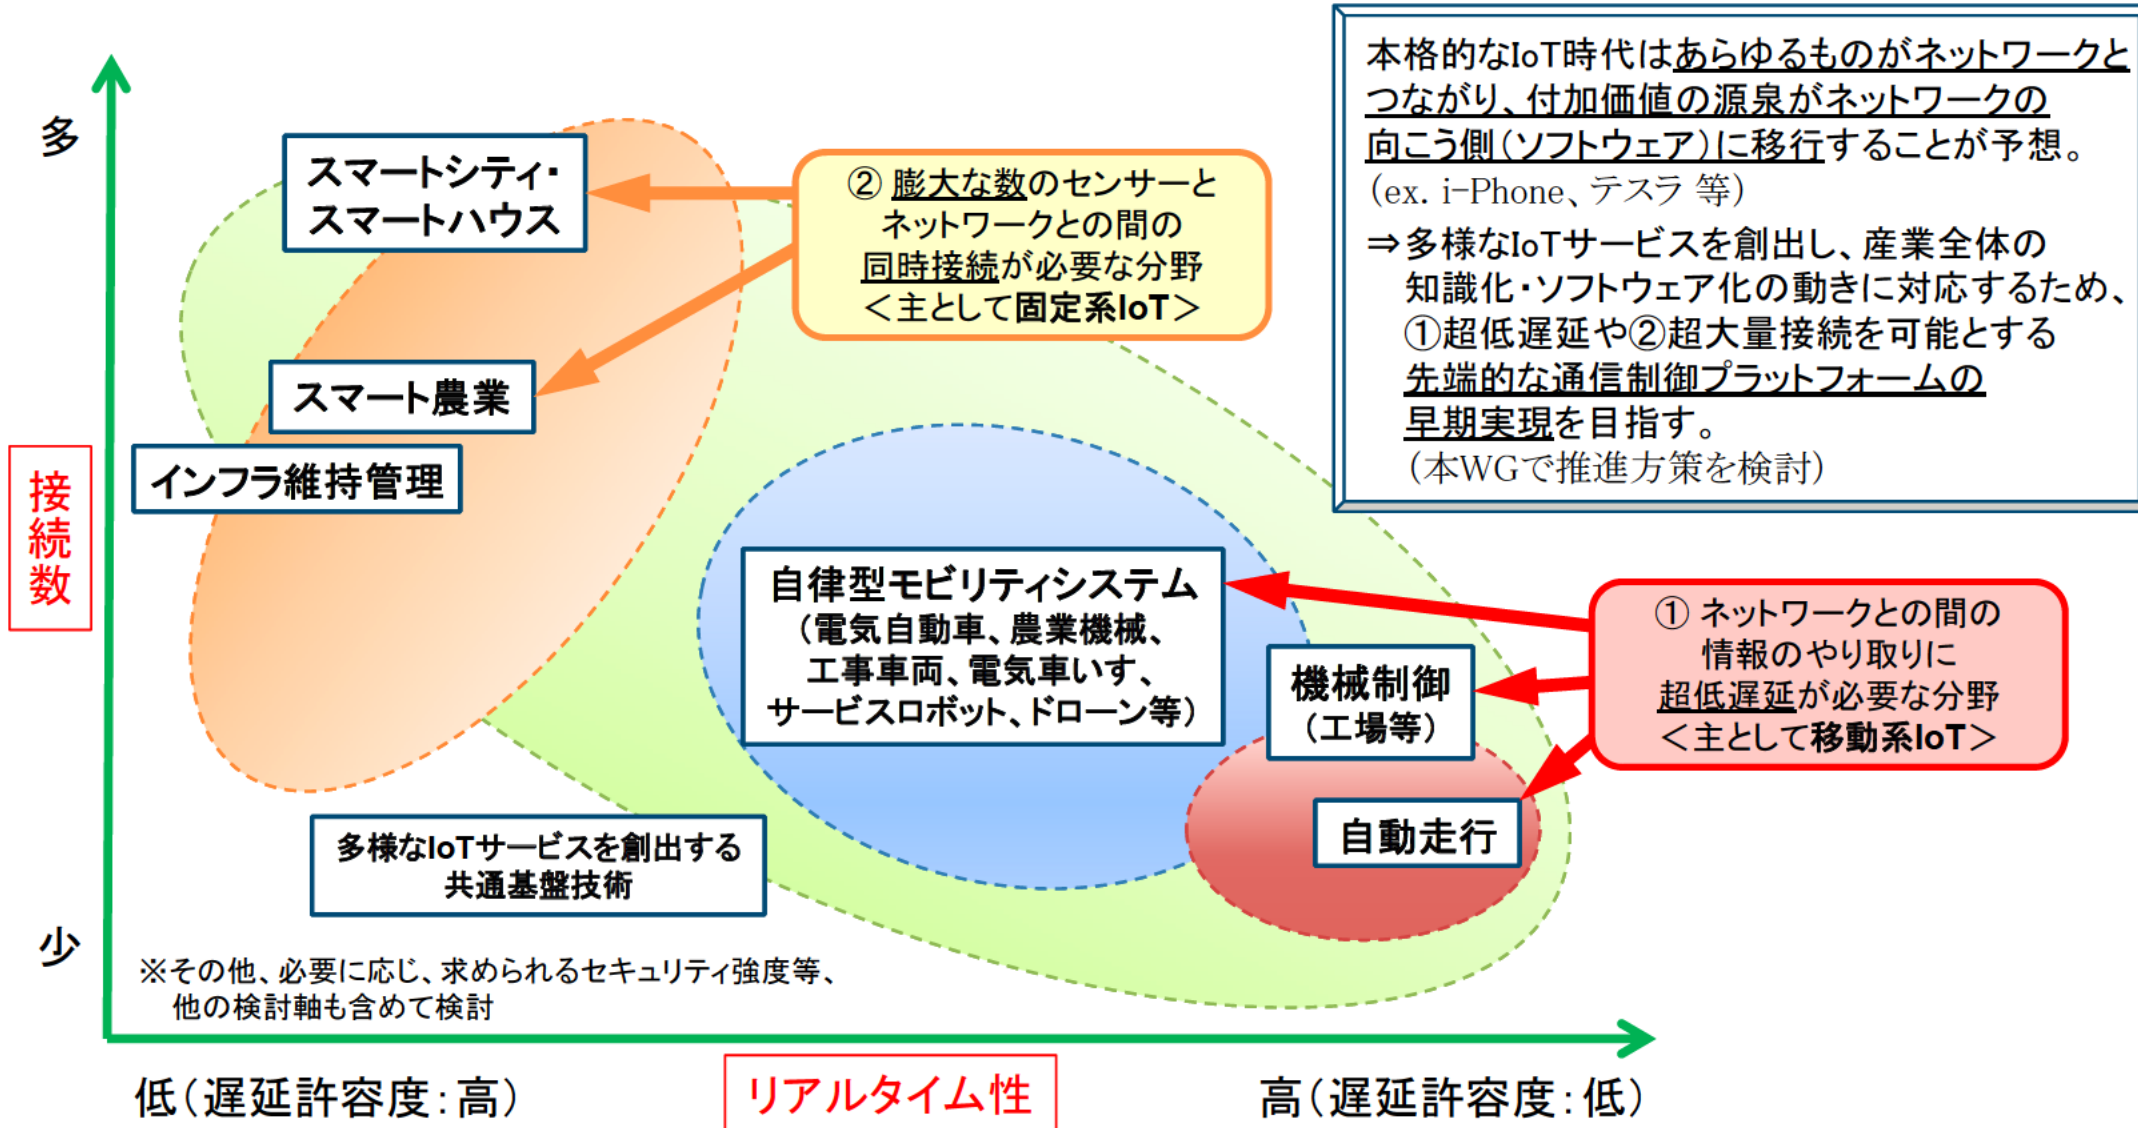 本格的なIoT時代はあらゆるものがネットワークと
つながり、付加価値の源泉がネットワークの
向こう側(ソフトウェア)に移行することが予想。
(ex. i-Phone、テスラ 等)
⇒多様なIoTサービスを創出し、産業全体の
知識化・ソフトウェア化の動きに対応するため、
①超低遅延や②超大量接続を可能とする
先端的な通信制御プラットフォームの
早期実現を目指す。
(本WGで推進方策を検討)
多
スマートシティ・
スマートハウス
② 膨大な数のセンサーと
ネットワークとの間の
同時接続が必要な分野
<主として固定系IoT>
スマート農業
インフラ維持管理
接続数
自律型モビリティシステム
(電気自動車、農業機械、
工事車両、電気車いす、
サービスロボット、ドローン等)
機械制御
(工場等)
① ネットワークとの間の
情報のやり取りに
超低遅延が必要な分野
<主として移動系IoT>
自動走行
多様なIoTサービスを創出する
共通基盤技術
少
※その他、必要に応じ、求められるセキュリティ強度等、
他の検討軸も含めて検討
低(遅延許容度:高)
リアルタイム性
高(遅延許容度:低)